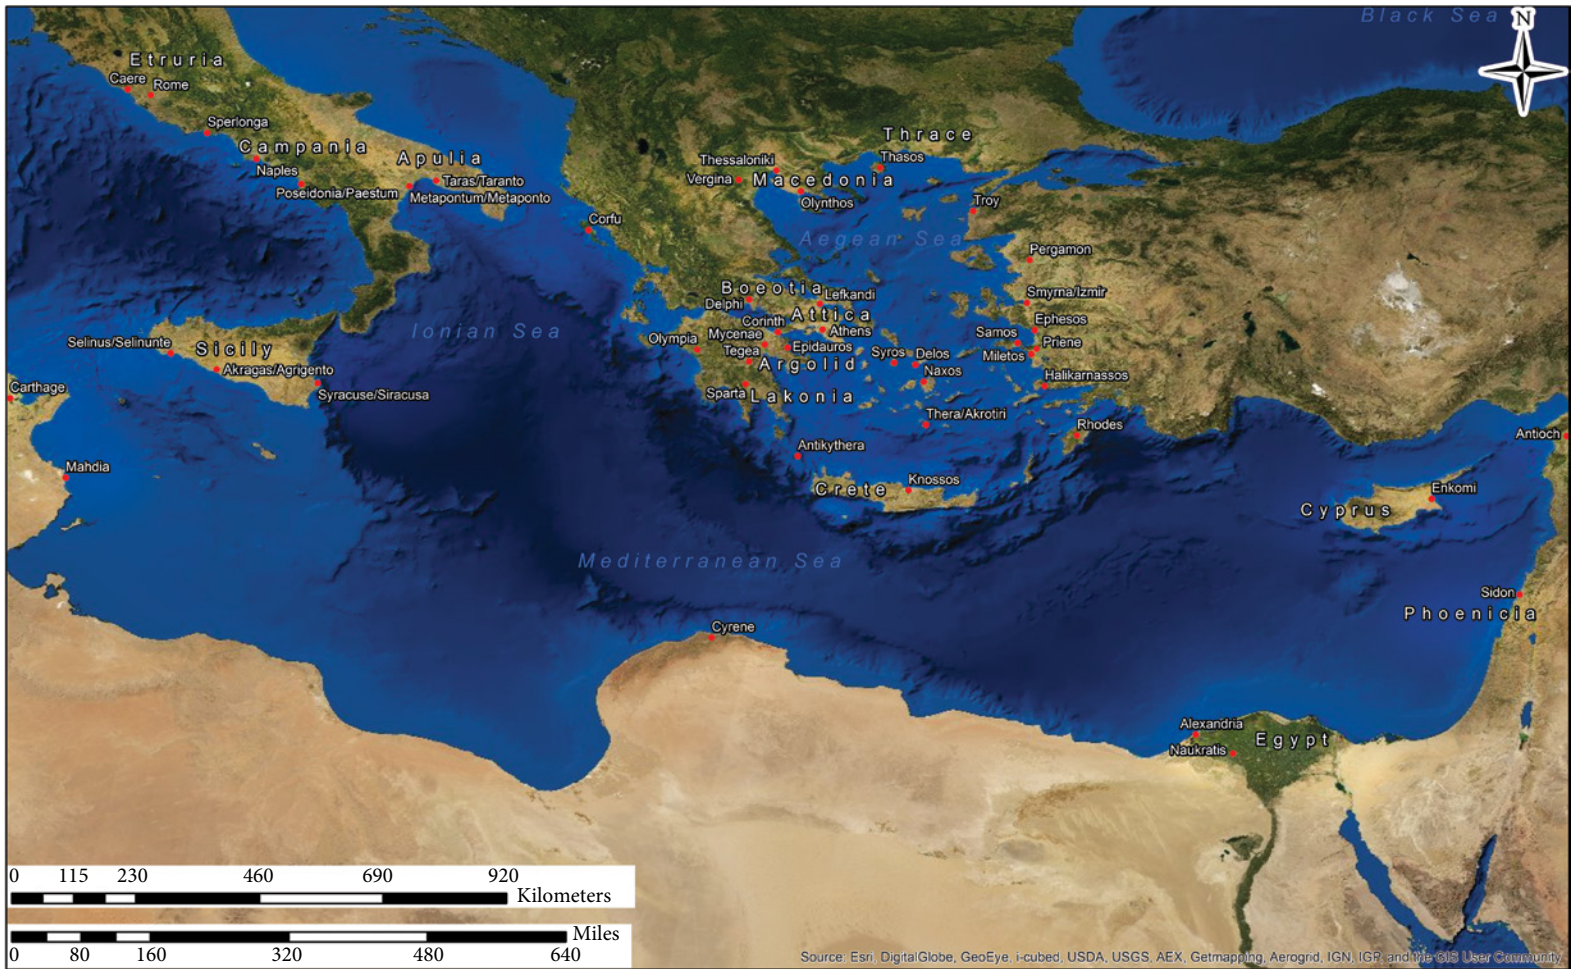 Black Sea
N
Etruria
Caere
Rome
Sperlonga
Campania
Naples
Apulia
Taras/Taranto
Poseidonia/Paestum
Metapontum/Metaponto
Thrace
Thessaloniki
Thasos
Vergina
Macedonia
Olynthos
Troy
Corfu
Aegean Sea
Pergamon
Boeotia
Delphi
Lefkandi
Smyrna/Izmir
Attica
Corinth
Ionian Sea
Olympia
Mycenae
Athens
Ephesos
Samos
Selinus/Selinunte
Sicily
Tegea
Epidauros
Syros
Delos
Priene
Miletos
Argolid
Akragas/Agrigento
Naxos
Halikarnassos
Carthage
Syracuse/Siracusa
Sparta
Lakonia
Thera/Akrotiri
Rhodes
Antioch
Antikythera
Mahdia
Crete
Knossos
Enkomi
Cyprus
Mediterranean Sea
Sidon
Phoenicia
Cyrene
Alexandria
Naukratis
Egypt
0 115 230 460 690 920
Kilometers
Miles
0 80 160 320 480 640
Source: Esri, DigitalGlobe, GeoEye, i-cubed, USDA, USGS, AEX, Getmapping, Aerogrid, IGN, IGP, and the GIS User Community